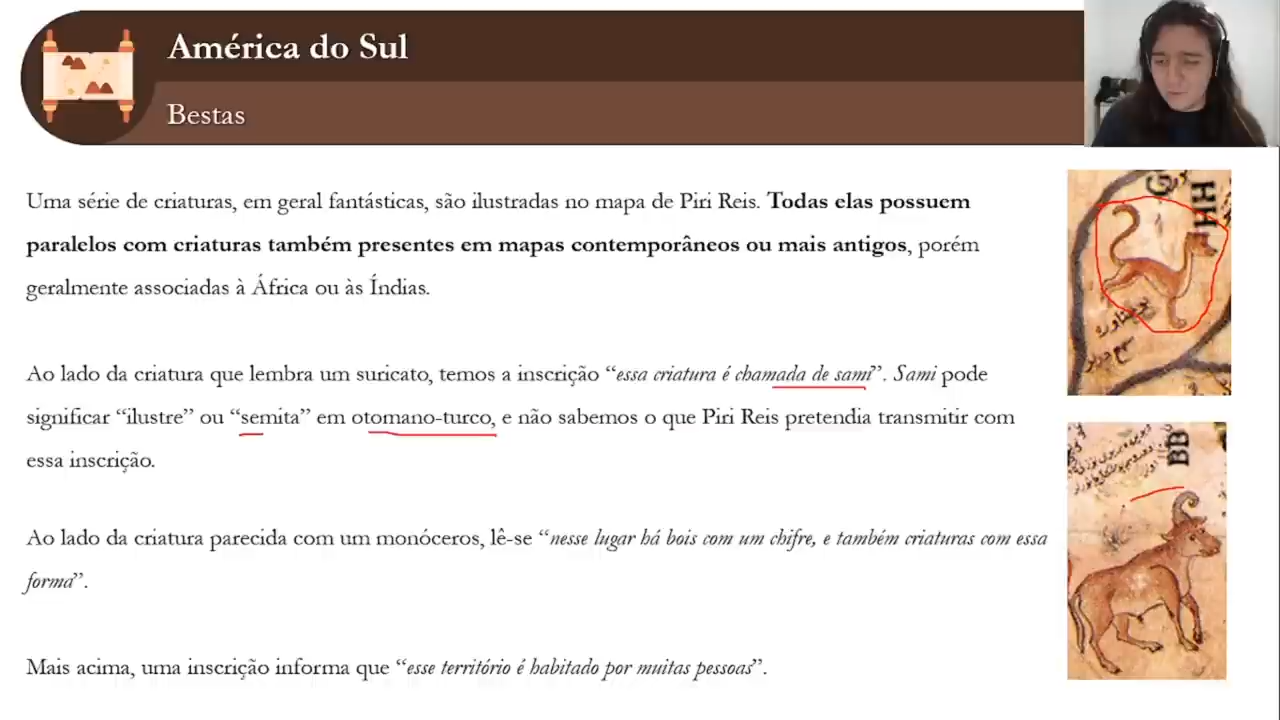 América do Sul
Bestas
Uma série de criaturas, em geral fantásticas, são ilustradas no mapa de Piri Reis. Todas elas possuem
paralelos com criaturas também presentes em mapas contemporâneos ou mais antigos, porém
geralmente associadas à África ou às Índias.
Ao lado da criatura que lembra um suricato, temos a inscrição “essa criatura é chamada de sami”. Sami pode
significar “ilustre” ou “semita” em otomano-turco, e não sabemos o que Piri Reis pretendia transmitir com
essa inscrição.
Ao lado da criatura parecida com um monóceros, lê-se “nesse lugar há bois com um chifre, e também criaturas com essa
forma”.
Mais acima, uma inscrição informa que “esse território é habitado por muitas pessoas”.
HH
BB